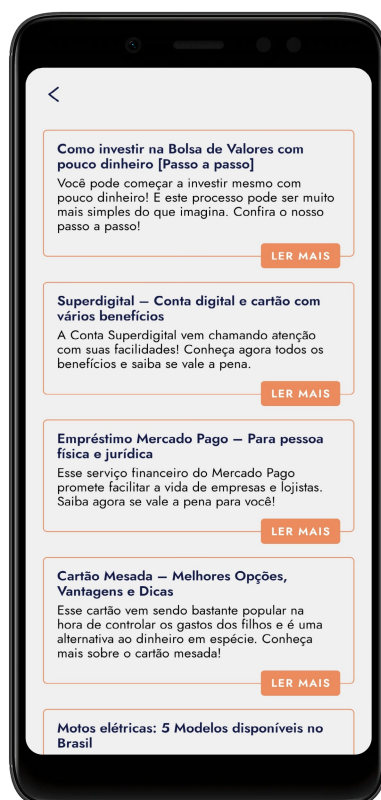 Como investir na Bolsa de Valores com
pouco dinheiro [Passo a passo]
Você pode começar a investir mesmo com
pouco dinheiro! E este processo pode ser muito
mais simples do que imagina. Confira o nosso
passo a passo!
LER MAIS
Superdigital – Conta digital e cartão com
vários benefícios
A Conta Superdigital vem chamando atenção
com suas facilidades! Conheça agora todos os
benefícios e saiba se vale a pena.
LER MAIS
Empréstimo Mercado Pago – Para pessoa
física e jurídica
Esse serviço financeiro do Mercado Pago
promete facilitar a vida de empresas e lojistas.
Saiba agora se vale a pena para você!
LER MAIS
Cartão Mesada – Melhores Opções,
Vantagens e Dicas
Esse cartão vem sendo bastante popular na
hora de controlar os gastos dos filhos e é uma
alternativa ao dinheiro em espécie. Conheça
mais sobre o cartão mesada!
LER MAIS
Motos elétricas: 5 Modelos disponíveis no
Brasil